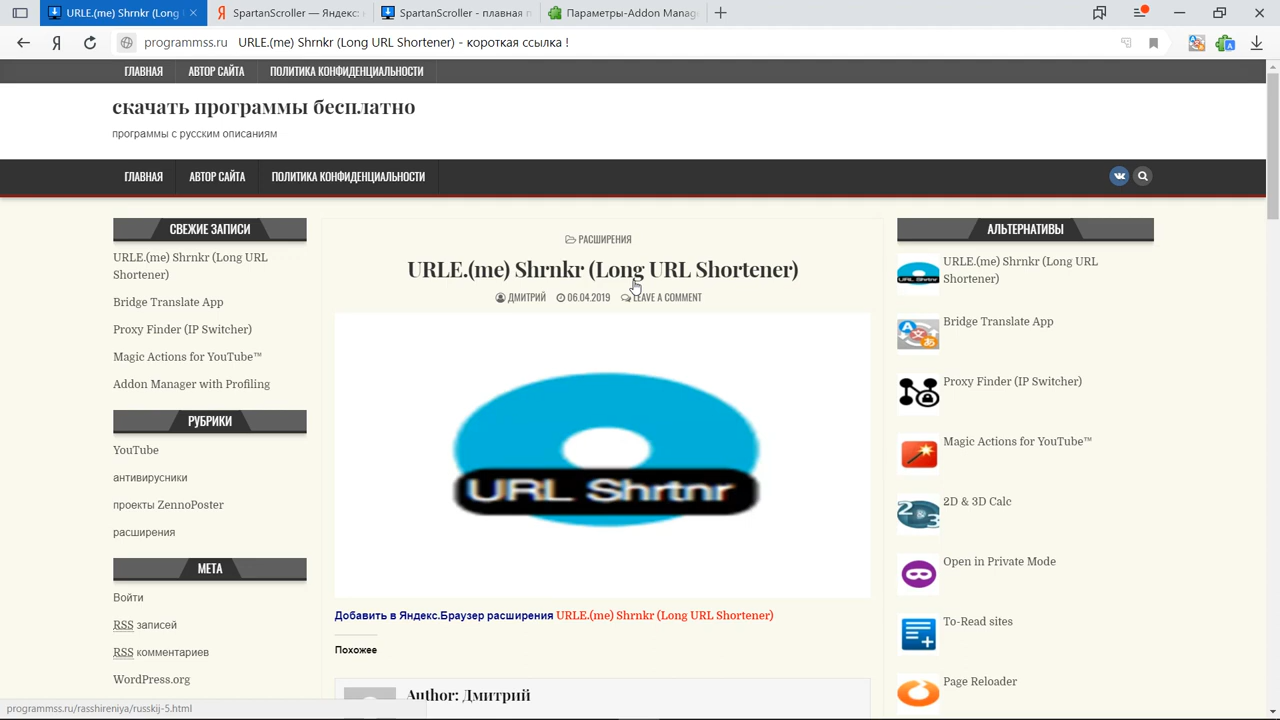 URLE.(me) Shrnkr (Long
SpartanScroller — Яндекс:
SpartanScroller - плавная п
Параметры-Addon Manag
programmss.ru URLE.(me) Shrnkr (Long URL Shortener) - короткая ссылка !
ГЛАВНАЯ АВТОР САЙТА ПОЛИТИКА КОНФИДЕНЦИАЛЬНОСТИ
скачать программы бесплатно
программы с русским описаниям
ГЛАВНАЯ АВТОР САЙТА ПОЛИТИКА КОНФИДЕНЦИАЛЬНОСТИ
СВЕЖИЕ ЗАПИСИ
URLE.(me) Shrnkr (Long URL
Shortener)
Bridge Translate App
Proxy Finder (IP Switcher)
Magic Actions for YouTube™
Addon Manager with Profiling
РУБРИКИ
YouTube
антивирусники
проекты ZennoPoster
расширения
МЕТА
Войти
RSS записей
RSS комментариев
WordPress.org
РАСШИРЕНИЯ
URLE.(me) Shrnkr (Long URL Shortener)
ДМИТРИЙ 06.04.2019 LEAVE A COMMENT
URL Shrtnr
Добавить в Яндекс.Браузер расширения URLE.(me) Shrnkr (Long URL Shortener)
Похожее
Author: Дмитрий
АЛЬТЕРНАТИВЫ
URLE.(me) Shrnkr (Long URL
Shortener)
Bridge Translate App
Proxy Finder (IP Switcher)
Magic Actions for YouTube™
2D & 3D Calc
Open in Private Mode
To-Read sites
Page Reloader
programmss.ru/rasshireniya/russkij-5.html